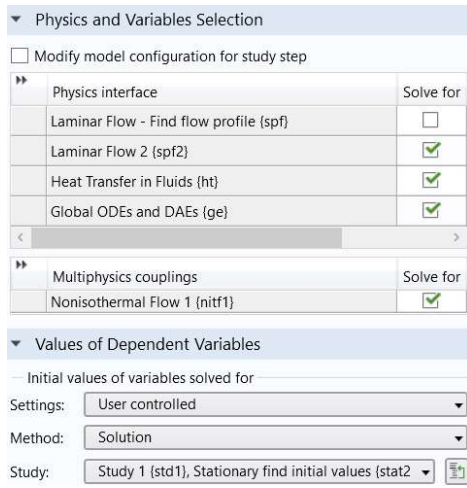 Physics and Variables Selection
Modify model configuration for study step
Physics interface Solve for
Laminar Flow - Find flow profile {spf}
Laminar Flow 2 {spf2}
Heat Transfer in Fluids {ht}
Global ODEs and DAEs {ge}
Multiphysics couplings Solve for
Nonisothermal Flow 1 {nitf1}
Values of Dependent Variables
Initial values of variables solved for
Settings: User controlled
Method: Solution
Study: Study 1 {std1}, Stationary find initial values {stat2